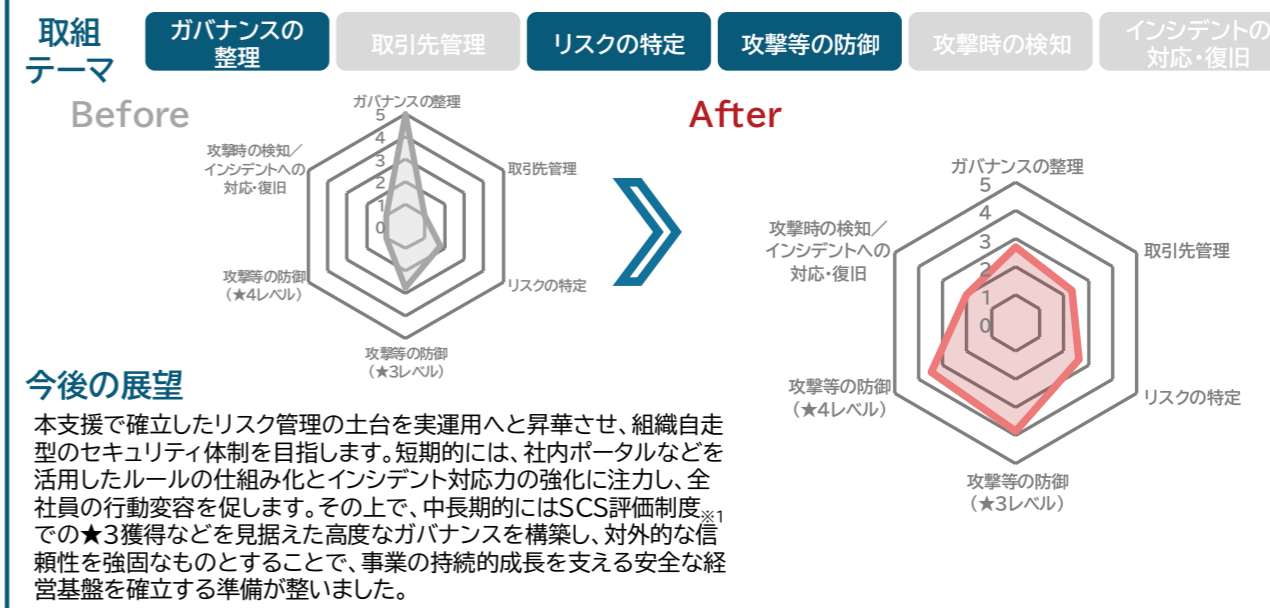 取組
テーマ
ガバナンスの
整理
取引先管理
リスクの特定
攻撃等の防御
攻撃時の検知
インシデントの
対応・復旧
Before
ガバナンスの整理
5
4
3
2
1
0
攻撃時の検知／
インシデントへの
対応・復旧
取引先管理
攻撃等の防御
（★4レベル）
リスクの特定
攻撃等の防御
（★3レベル）
After
ガバナンスの整理
5
4
3
2
1
0
攻撃時の検知／
インシデントへの
対応・復旧
取引先管理
攻撃等の防御
（★4レベル）
リスクの特定
攻撃等の防御
（★3レベル）
今後の展望
本支援で確立したリスク管理の土台を実運用へと昇華させ、組織自走
型のセキュリティ体制を目指します。短期的には、社内ポータルなどを
活用したルールの仕組み化とインシデント対応力の強化に注力し、全
社員の行動変容を促します。その上で、中長期的にはSCS評価制度※1
での★3獲得などを見据えた高度なガバナンスを構築し、対外的な信
頼性を強固なものとすることで、事業の持続的成長を支える安全な経
営基盤を確立する準備が整いました。